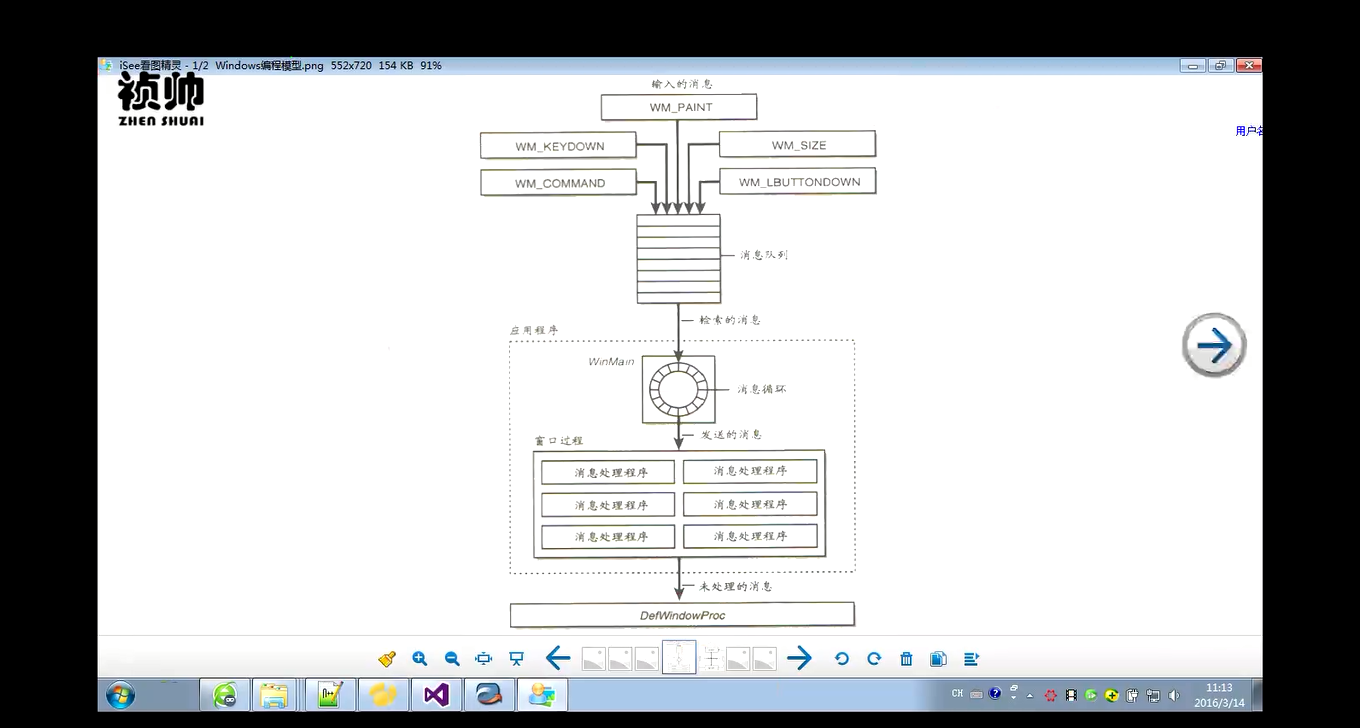 iSee看图精灵 - 1/2 Windows编程模型.png 552x720 154 KB 91%
祯帅
ZHEN SHUAI
输入的消息
WM_PAINT
用户名
WM_KEYDOWN
WM_SIZE
WM_COMMAND
WM_LBUTTONDOWN
消息队列
检索的消息
应用程序
WinMain
消息循环
发送的消息
窗口过程
消息处理程序 消息处理程序
消息处理程序 消息处理程序
消息处理程序 消息处理程序
未处理的消息
DefWindowProc
CH
11:13
2016/3/14